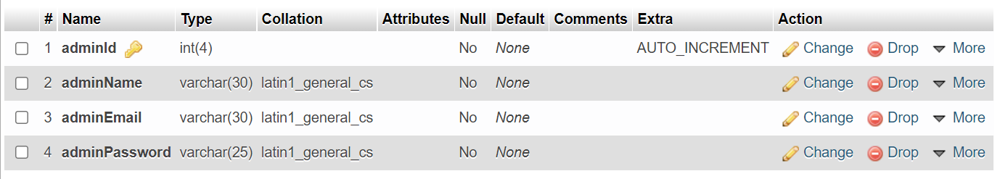 # Name Type Collation Attributes Null Default Comments Extra Action
1 adminId int(4) No None AUTO_INCREMENT Change Drop More
2 adminName varchar(30) latin1_general_cs No None Change Drop More
3 adminEmail varchar(30) latin1_general_cs No None Change Drop More
4 adminPassword varchar(25) latin1_general_cs No None Change Drop More